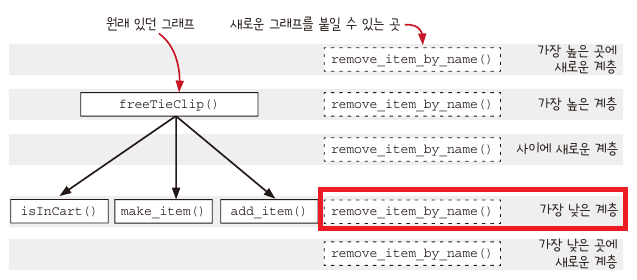 원래 있던 그래프
새로운 그래프를 붙일 수 있는 곳
remove_item_by_name()
가장 높은 곳에
새로운 계층
freeTieClip()
remove_item_by_name()
가장 높은 계층
remove_item_by_name()
사이에 새로운 계층
isInCart()
make_item()
add_item()
remove_item_by_name()
가장 낮은 계층
remove_item_by_name()
가장 낮은 곳에
새로운 계층